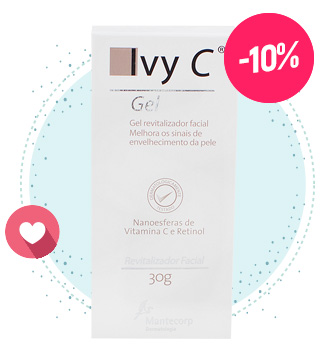 Ivy C®
-10%
Gel
Gel revitalizador facial
Melhora os sinais de
envelhecimento da pele
Nanoesferas de
Vitamina C e Retinol
Revitalizador Facial
30g
Mantecorp